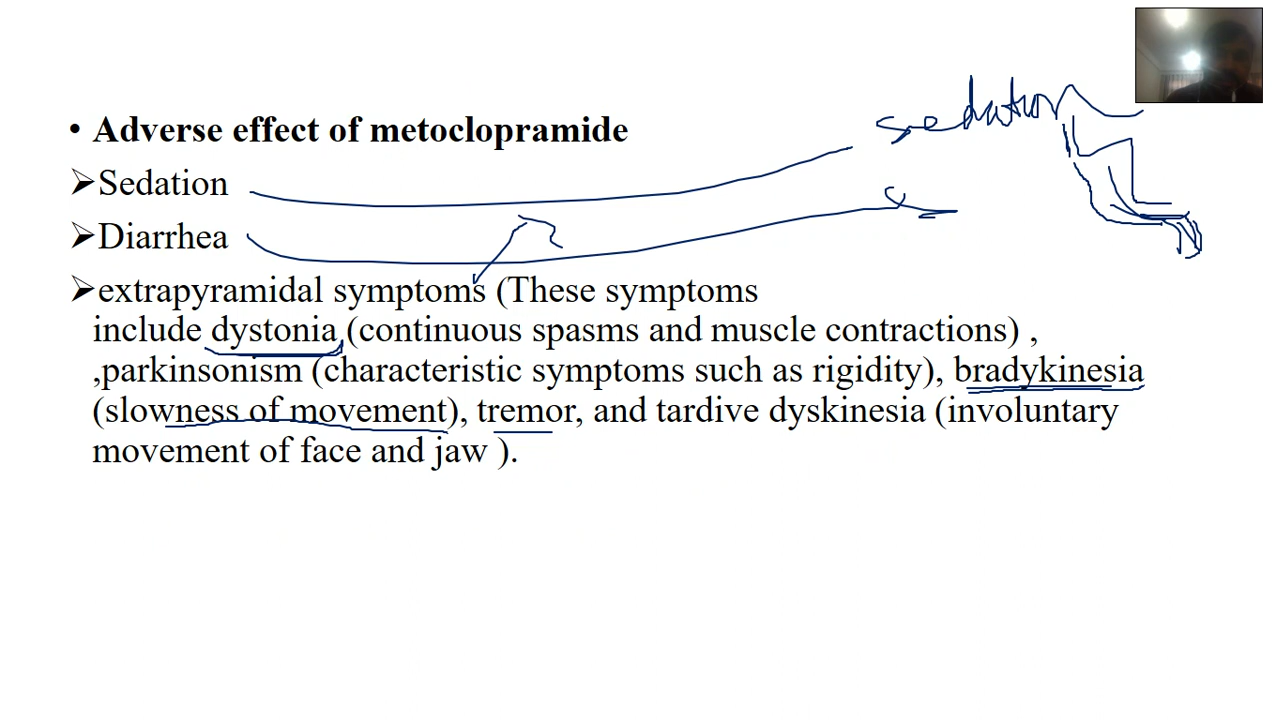 • Adverse effect of metoclopramide
sedation
➢Sedation
➢Diarrhea
➢extrapyramidal symptoms (These symptoms
include dystonia (continuous spasms and muscle contractions) ,
,parkinsonism (characteristic symptoms such as rigidity), bradykinesia
(slowness of movement), tremor, and tardive dyskinesia (involuntary
movement of face and jaw ).